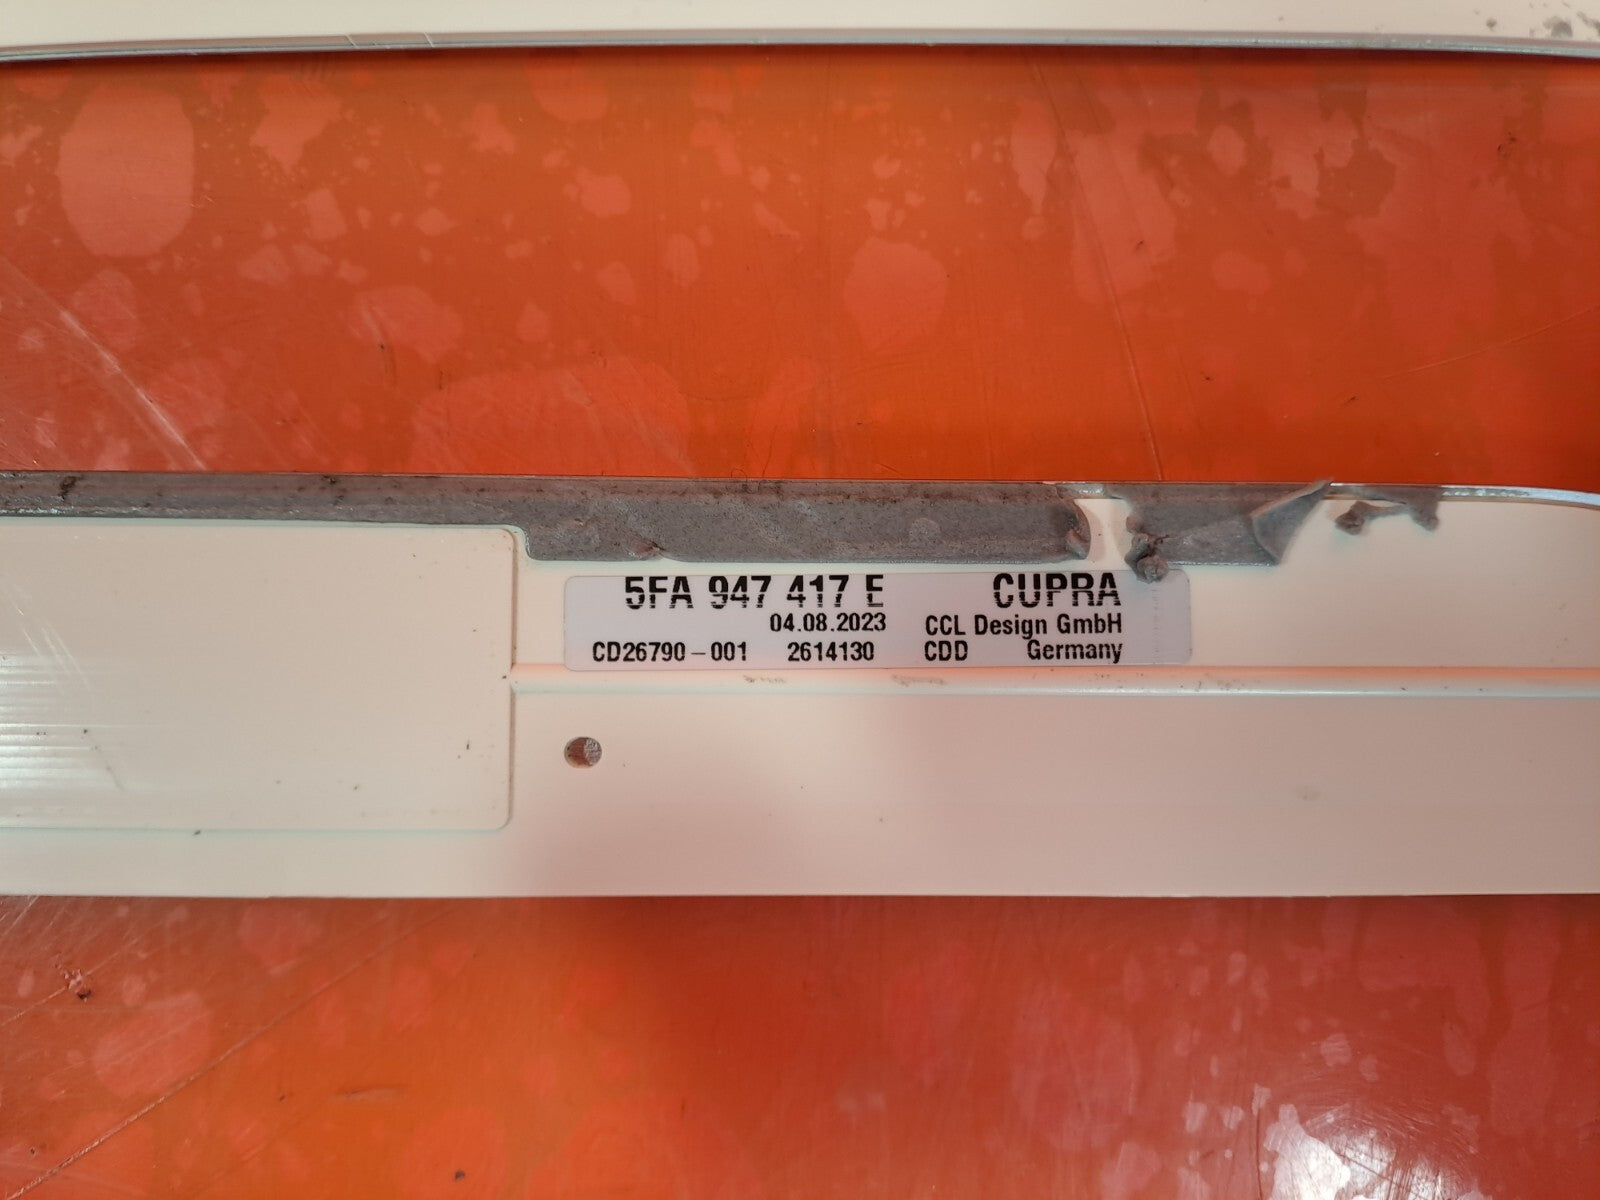 5FA 947 417 E CUPRA
04.08.2023 CCL Design GmbH
CD26790-001 2614130 CDD Germany